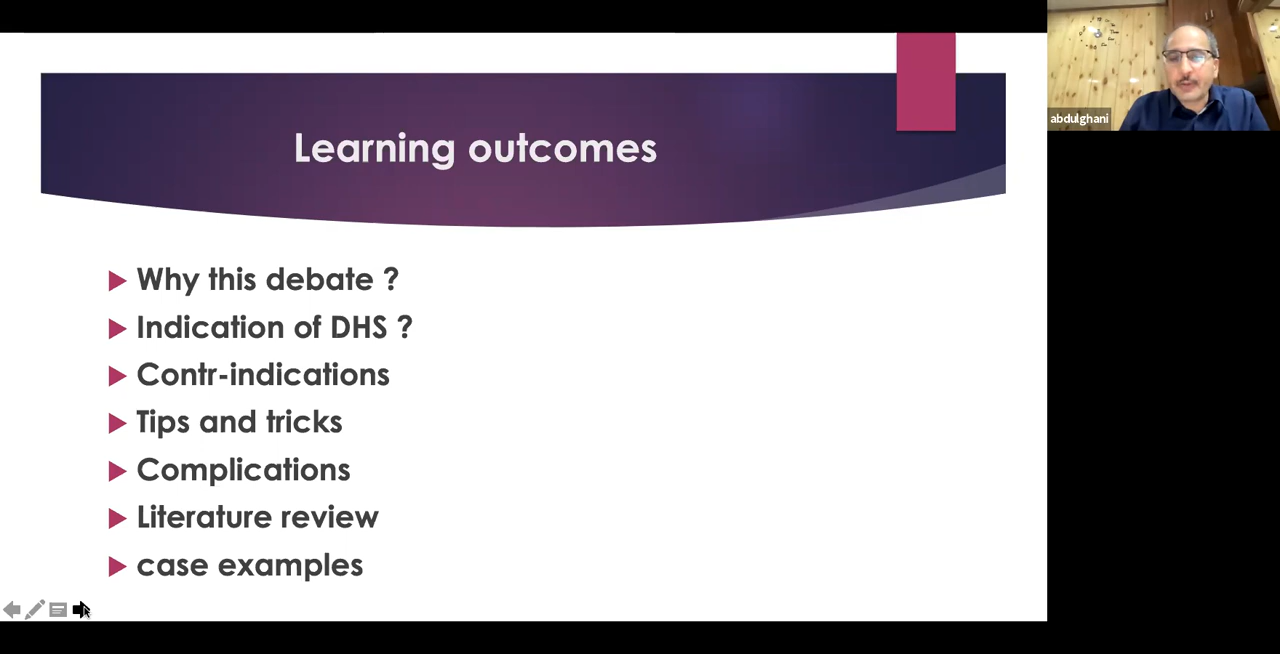 Learning outcomes
Why this debate ?
Indication of DHS ?
Contr-indications
Tips and tricks
Complications
Literature review
case examples
abdulghani